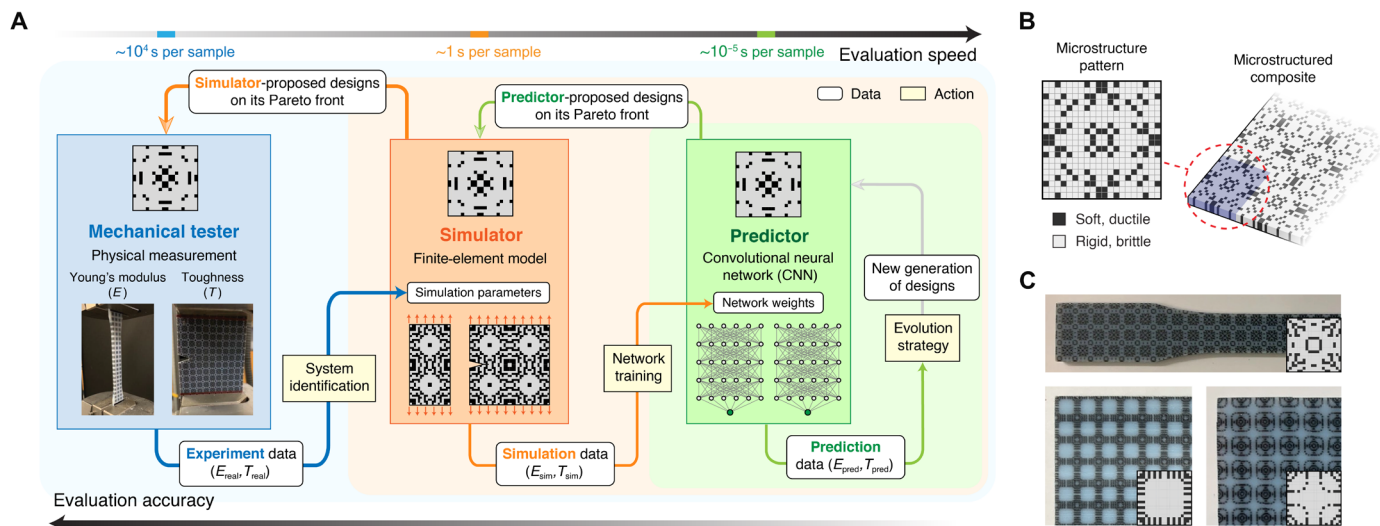 A
~10⁴ s per sample
~1 s per sample
~10⁻⁵ s per sample
Evaluation speed
Simulator-proposed designs
on its Pareto front
Predictor-proposed designs
on its Pareto front
Data
Action
Mechanical tester
Physical measurement
Young's modulus
(E)
Toughness
(T)
Simulator
Finite-element model
Simulation parameters
Predictor
Convolutional neural
network (CNN)
Network weights
New generation
of designs
Evolution
strategy
System
identification
Network
training
Experiment data
(E_real, T_real)
Simulation data
(E_sim, T_sim)
Prediction
data (E_pred, T_pred)
Evaluation accuracy
B
Microstructure
pattern
Microstructured
composite
Soft, ductile
Rigid, brittle
C